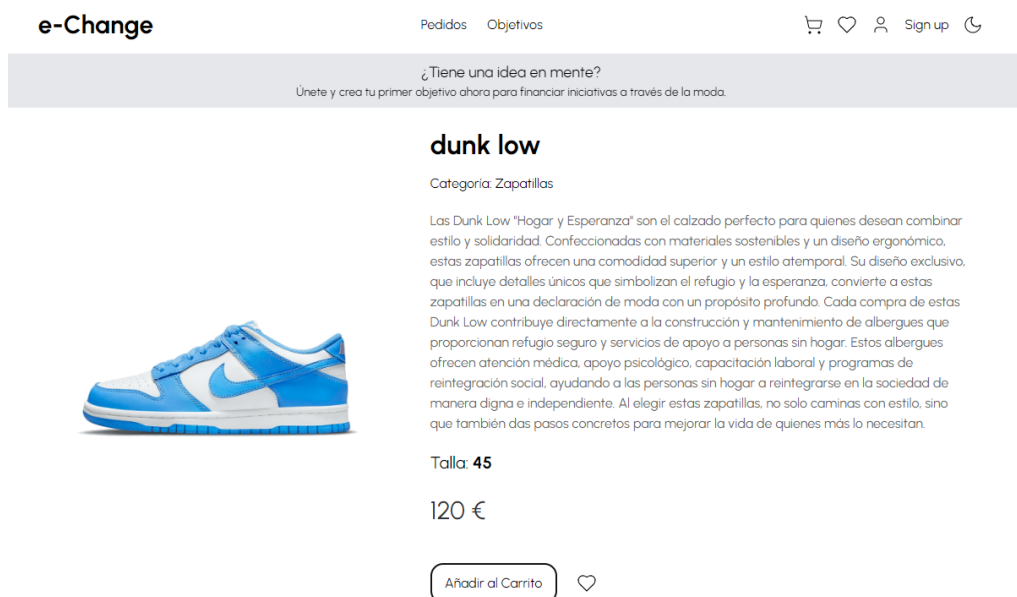 e-Change
Pedidos Objetivos
Sign up
¿Tiene una idea en mente?
Únete y crea tu primer objetivo ahora para financiar iniciativas a través de la moda.
dunk low
Categoría: Zapatillas
Las Dunk Low "Hogar y Esperanza" son el calzado perfecto para quienes desean combinar
estilo y solidaridad. Confeccionadas con materiales sostenibles y un diseño ergonómico,
estas zapatillas ofrecen una comodidad superior y un estilo atemporal. Su diseño exclusivo,
que incluye detalles únicos que simbolizan el refugio y la esperanza, convierte a estas
zapatillas en una declaración de moda con un propósito profundo. Cada compra de estas
Dunk Low contribuye directamente a la construcción y mantenimiento de albergues que
proporcionan refugio seguro y servicios de apoyo a personas sin hogar. Estos albergues
ofrecen atención médica, apoyo psicológico, capacitación laboral y programas de
reintegración social, ayudando a las personas sin hogar a reintegrarse en la sociedad de
manera digna e independiente. Al elegir estas zapatillas, no solo caminas con estilo, sino
que también das pasos concretos para mejorar la vida de quienes más lo necesitan.
Talla: 45
120 €
Añadir al Carrito